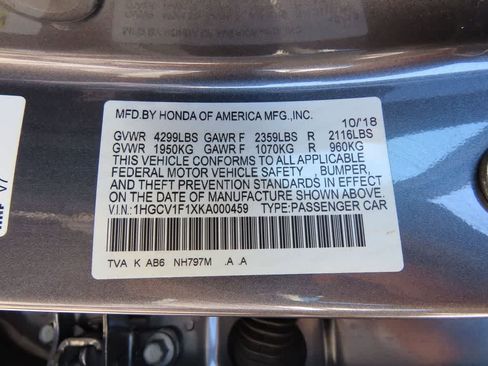 MFD.BY HONDA OF AMERICA MFG.,INC.
10/18
GVWR 4299LBS GAWR F 2359LBS R 2116LBS
GVWR 1950KG GAWR F 1070KG R 960KG
THIS VEHICLE CONFORMS TO ALL APPLICABLE
FEDERAL MOTOR VEHICLE SAFETY , BUMPER,
AND THEFT PREVENTION STANDARDS IN EFFECT
ON THE DATE OF MANUFACTURE SHOWN ABOVE.
V.I.N.:1HGCV1F1XKA000459 TYPE:PASSENGER CAR
TVA K AB6 NH797M .A .A